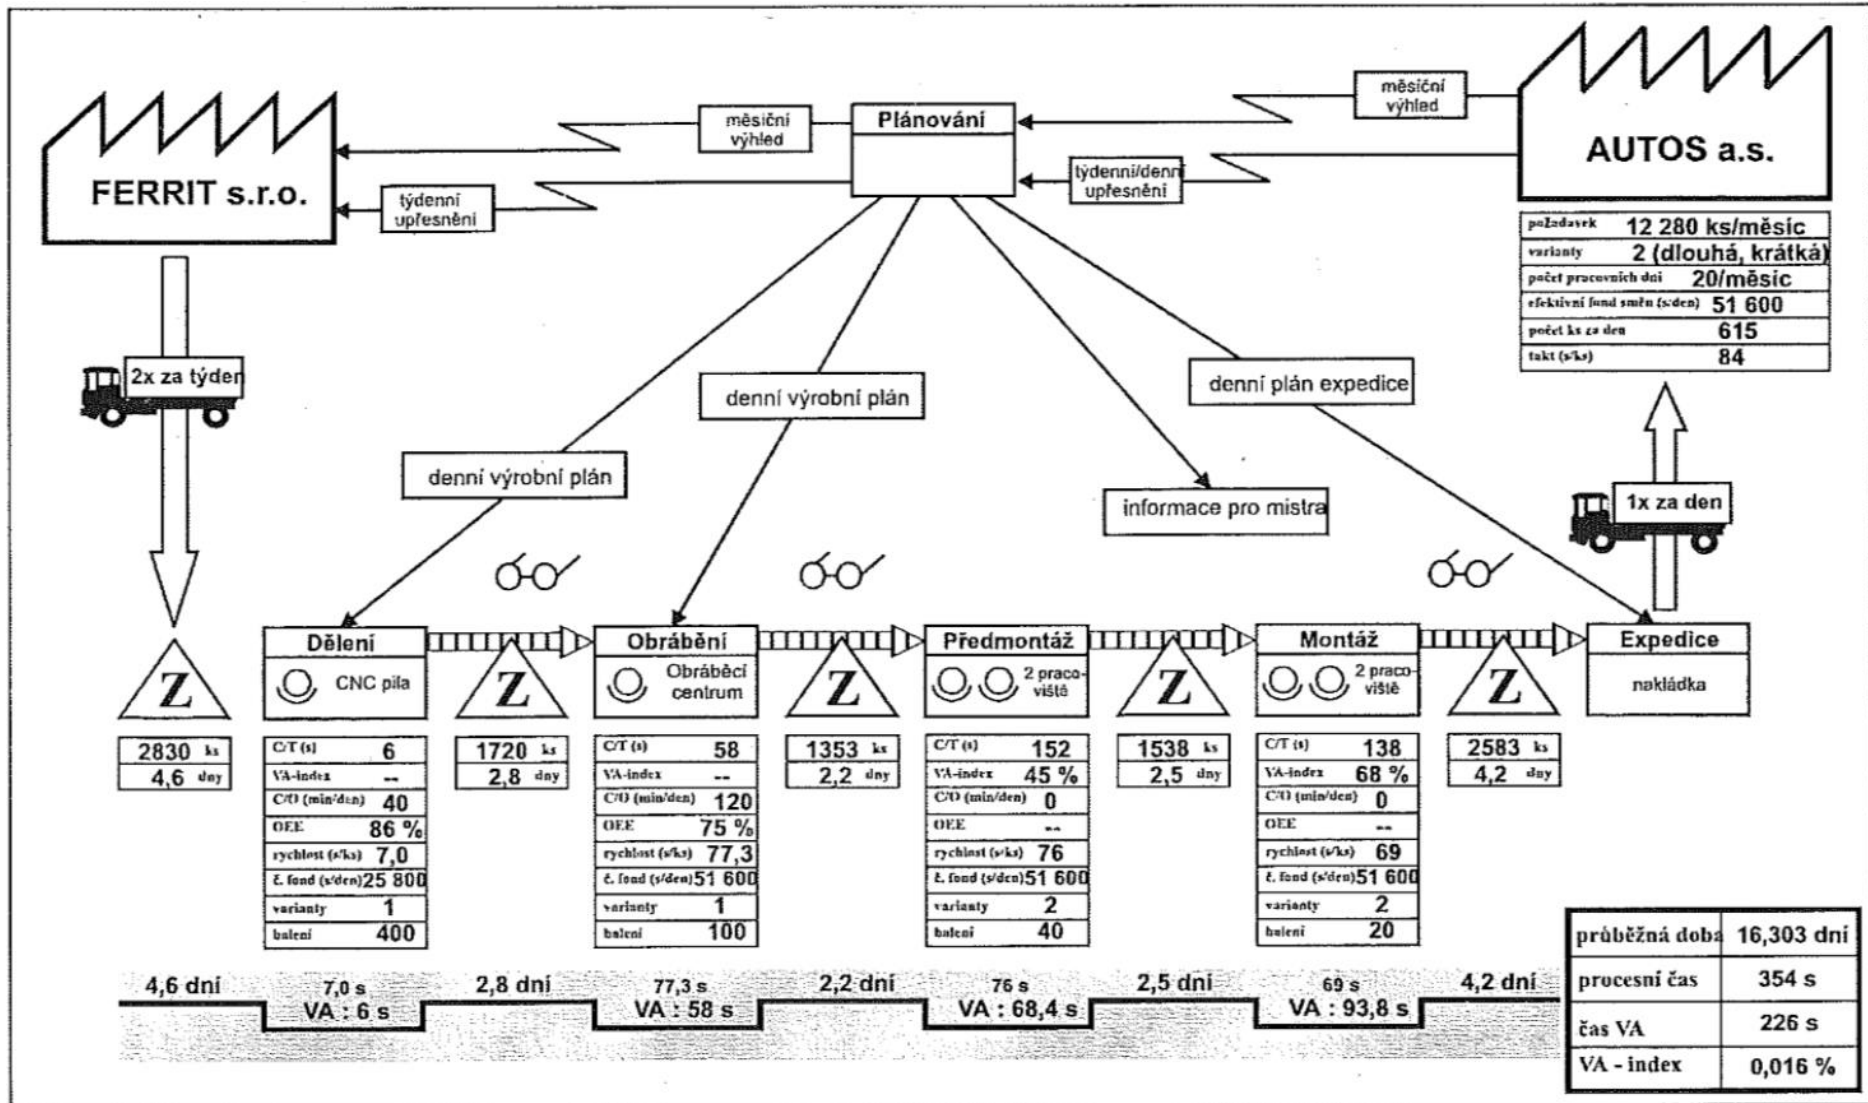 FERRIT s.r.o.
měsíční
výhled
týdenní
upřesnění
Plánování
měsíční
výhled
týdenní/denní
upřesnění
AUTOS a.s.
požadavek 12 280 ks/měsíc
varianty 2 (dlouhá, krátká)
počet pracovních dní 20/měsíc
efektivní fond směn (s/den) 51 600
počet ks za den 615
takt (s/ks) 84
2x za týden
denní výrobní plán
denní výrobní plán
informace pro mistra
denní plán expedice
1x za den
Z
2830 ks
4,6 dny
Dělení
CNC pila
C/T (s) 6
VA-index --
C/O (min/den) 40
OEE 86 %
rychlost (s/ks) 7,0
č. fond (s/den) 25 800
varianty 1
balení 400
Z
1720 ks
2,8 dny
Obrábění
Obráběcí
centrum
C/T (s) 58
VA-index --
C/O (min/den) 120
OEE 75 %
rychlost (s/ks) 77,3
č. fond (s/den) 51 600
varianty 1
balení 100
Z
1353 ks
2,2 dny
Předmontáž
2 praco-
viště
C/T (s) 152
VA-index 45 %
C/O (min/den) 0
OEE --
rychlost (s/ks) 76
č. fond (s/den) 51 600
varianty 2
balení 40
Z
1538 ks
2,5 dny
Montáž
2 praco-
viště
C/T (s) 138
VA-index 68 %
C/O (min/den) 0
OEE --
rychlost (s/ks) 69
č. fond (s/den) 51 600
varianty 2
balení 20
Z
2583 ks
4,2 dny
Expedice
nakládka
4,6 dní
7,0 s
VA : 6 s
2,8 dní
77,3 s
VA : 58 s
2,2 dní
76 s
VA : 68,4 s
2,5 dní
69 s
VA : 93,8 s
4,2 dní
průběžná doba 16,303 dní
procesní čas 354 s
čas VA 226 s
VA - index 0,016 %